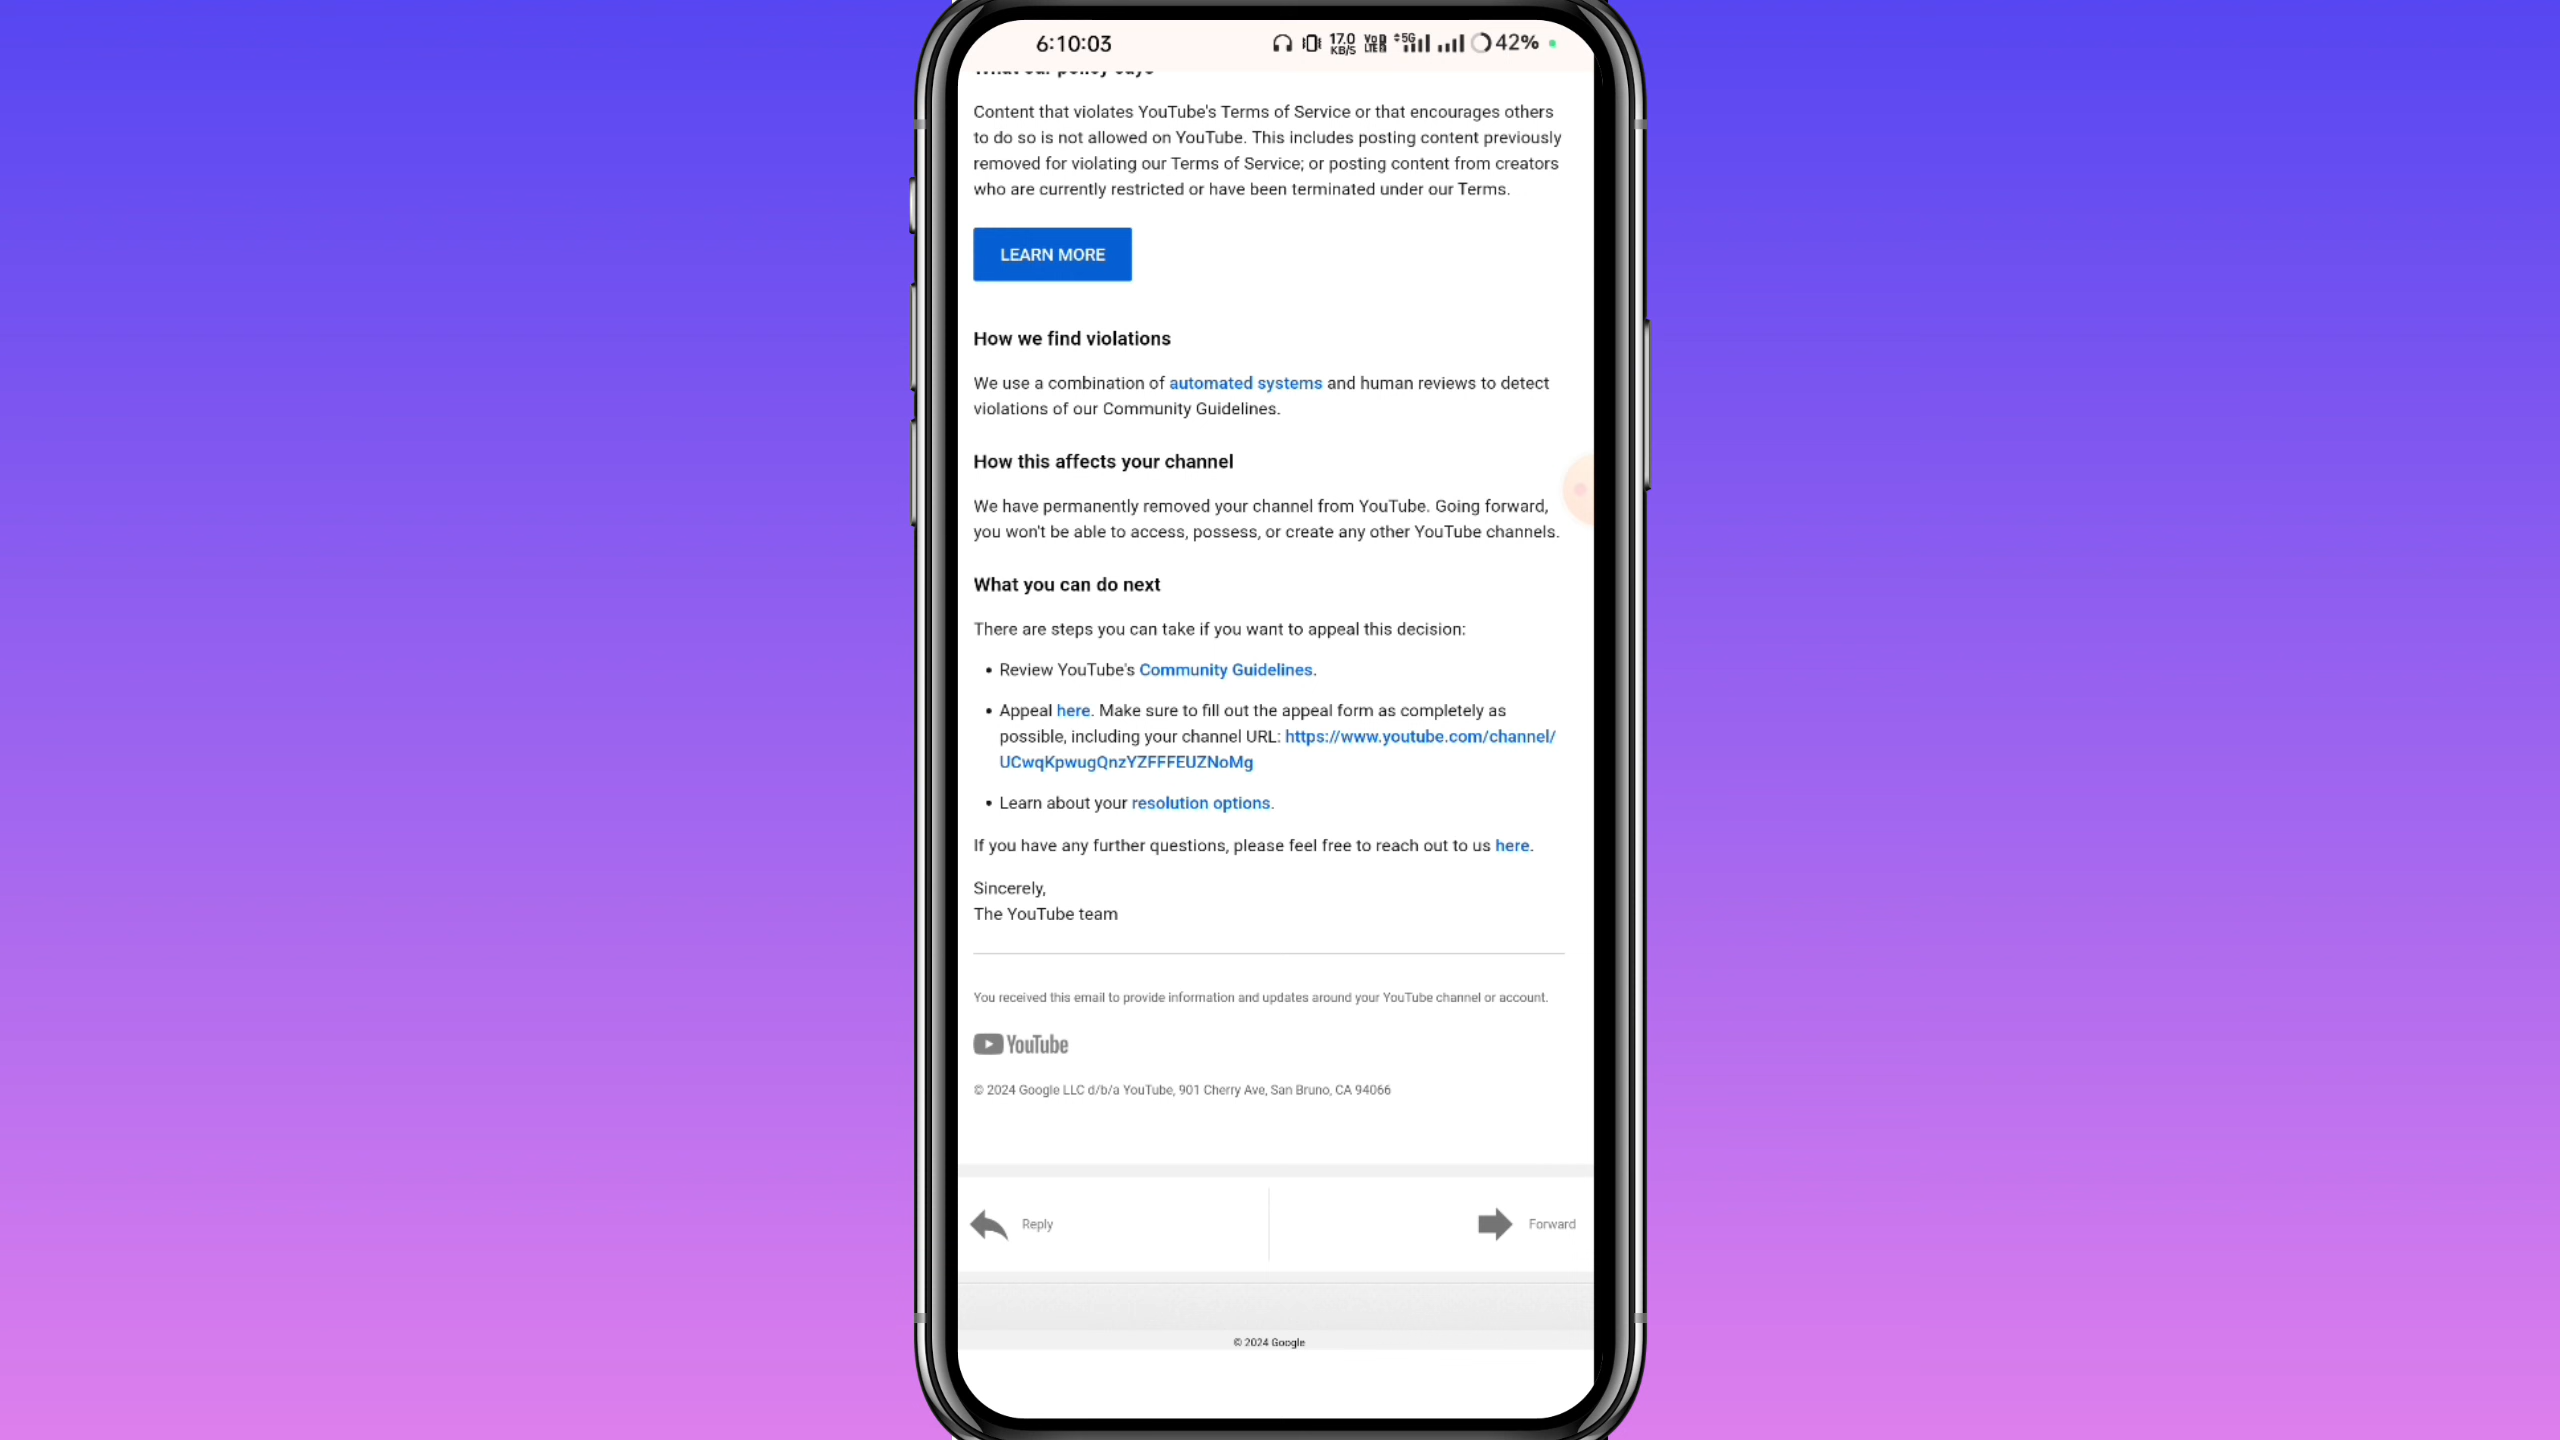 6:10:03
17.0 KB/S 5G 42%
What our policy says
Content that violates YouTube's Terms of Service or that encourages others
to do so is not allowed on YouTube. This includes posting content previously
removed for violating our Terms of Service; or posting content from creators
who are currently restricted or have been terminated under our Terms.
LEARN MORE
How we find violations
We use a combination of automated systems and human reviews to detect
violations of our Community Guidelines.
How this affects your channel
We have permanently removed your channel from YouTube. Going forward,
you won't be able to access, possess, or create any other YouTube channels.
What you can do next
There are steps you can take if you want to appeal this decision:
• Review YouTube's Community Guidelines.
• Appeal here. Make sure to fill out the appeal form as completely as
possible, including your channel URL: https://www.youtube.com/channel/
UCwqKpwugQnzYZFFFEUZNoMg
• Learn about your resolution options.
If you have any further questions, please feel free to reach out to us here.
Sincerely,
The YouTube team
You received this email to provide information and updates around your YouTube channel or account.
YouTube
© 2024 Google LLC d/b/a YouTube, 901 Cherry Ave, San Bruno, CA 94066
Reply
Forward
© 2024 Google